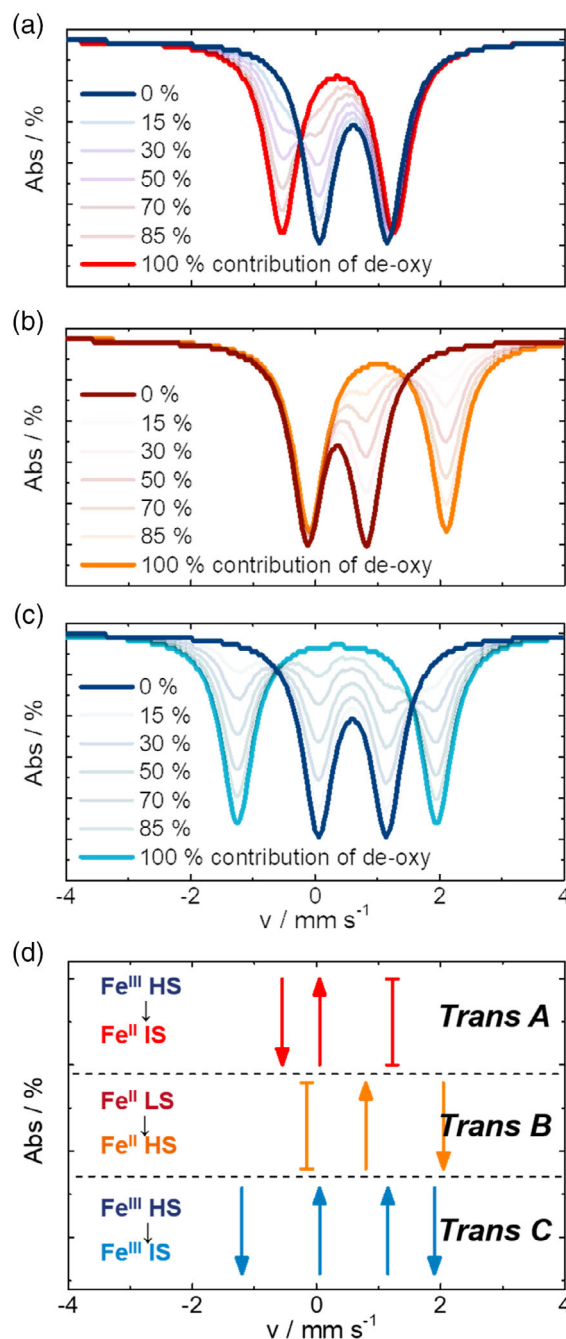 (a)
Abs / %
0 %
15 %
30 %
50 %
70 %
85 %
100 % contribution of de-oxy
(b)
Abs / %
0 %
15 %
30 %
50 %
70 %
85 %
100 % contribution of de-oxy
(c)
Abs / %
0 %
15 %
30 %
50 %
70 %
85 %
100 % contribution of de-oxy
-4 -2 0 2 4
v / mm s⁻¹
(d)
Abs / %
Feᴵᴵᴵ HS
↓
Feᴵᴵ IS
Trans A
Feᴵᴵ LS
↓
Feᴵᴵ HS
Trans B
Feᴵᴵᴵ HS
↓
Feᴵᴵᴵ IS
Trans C
-4 -2 0 2 4
v / mm s⁻¹